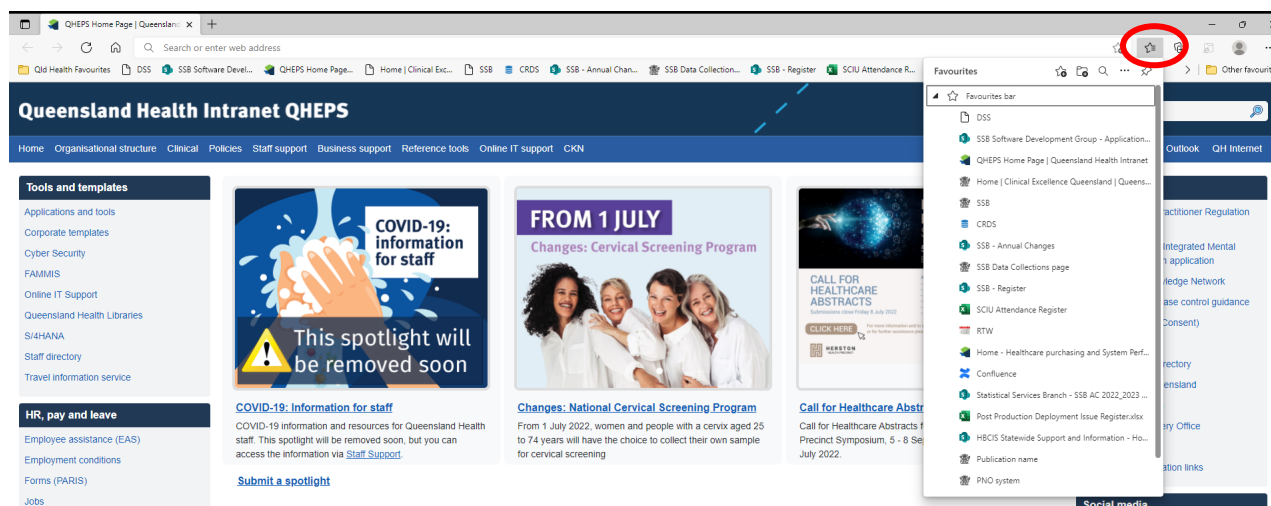 QHEPS Home Page | Queensland
Search or enter web address
Qld Health Favourites DSS SSB Software Devel... QHEPS Home Page... Home | Clinical Exc... SSB CRDS SSB - Annual Chan... SSB Data Collection... SSB - Register SCIU Attendance R...
Other favourit
Favourites
Favourites bar
DSS
SSB Software Development Group - Application...
QHEPS Home Page | Queensland Health Intranet
Home | Clinical Excellence Queensland | Queens...
SSB
CRDS
SSB - Annual Changes
SSB Data Collections page
SSB - Register
SCIU Attendance Register
RTW
Home - Healthcare purchasing and System Perf...
Confluence
Statistical Services Branch - SSB AC 2022_2023 ...
Post Production Deployment Issue Register.xlsx
HBCIS Statewide Support and Information - Ho...
Publication name
PNO system
Queensland Health Intranet QHEPS
Home Organisational structure Clinical Policies Staff support Business support Reference tools Online IT support CKN
Outlook QH Internet
Tools and templates
Applications and tools
Corporate templates
Cyber Security
FAMMIS
Online IT Support
Queensland Health Libraries
S/4HANA
Staff directory
Travel information service
HR, pay and leave
Employee assistance (EAS)
Employment conditions
Forms (PARIS)
Jobs
COVID-19:
information
for staff
This spotlight will
be removed soon
COVID-19: Information for staff
COVID-19 information and resources for Queensland Health
staff. This spotlight will be removed soon, but you can
access the information via Staff Support.
Submit a spotlight
FROM 1 JULY
Changes: Cervical Screening Program
Changes: National Cervical Screening Program
From 1 July 2022, women and people with a cervix aged 25
to 74 years will have the choice to collect their own sample
for cervical screening
CALL FOR
HEALTHCARE
ABSTRACTS
Submissions close Friday 8 July 2022
CLICK HERE
HERSTON
HEALTH PRECINCT
Call for Healthcare Abstr
Call for Healthcare Abstracts f
Precinct Symposium, 5 - 8 Se
July 2022.
actitioner Regulation
Integrated Mental
n application
ledge Network
ase control guidance
Consent)
rectory
ensland
ery Office
ation links
Social media